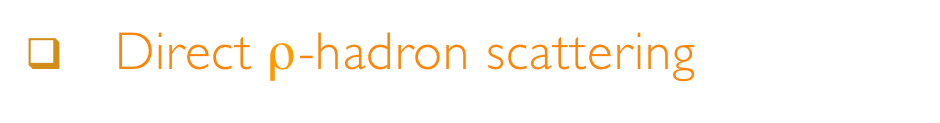 ❑ Direct ρ-hadron scattering